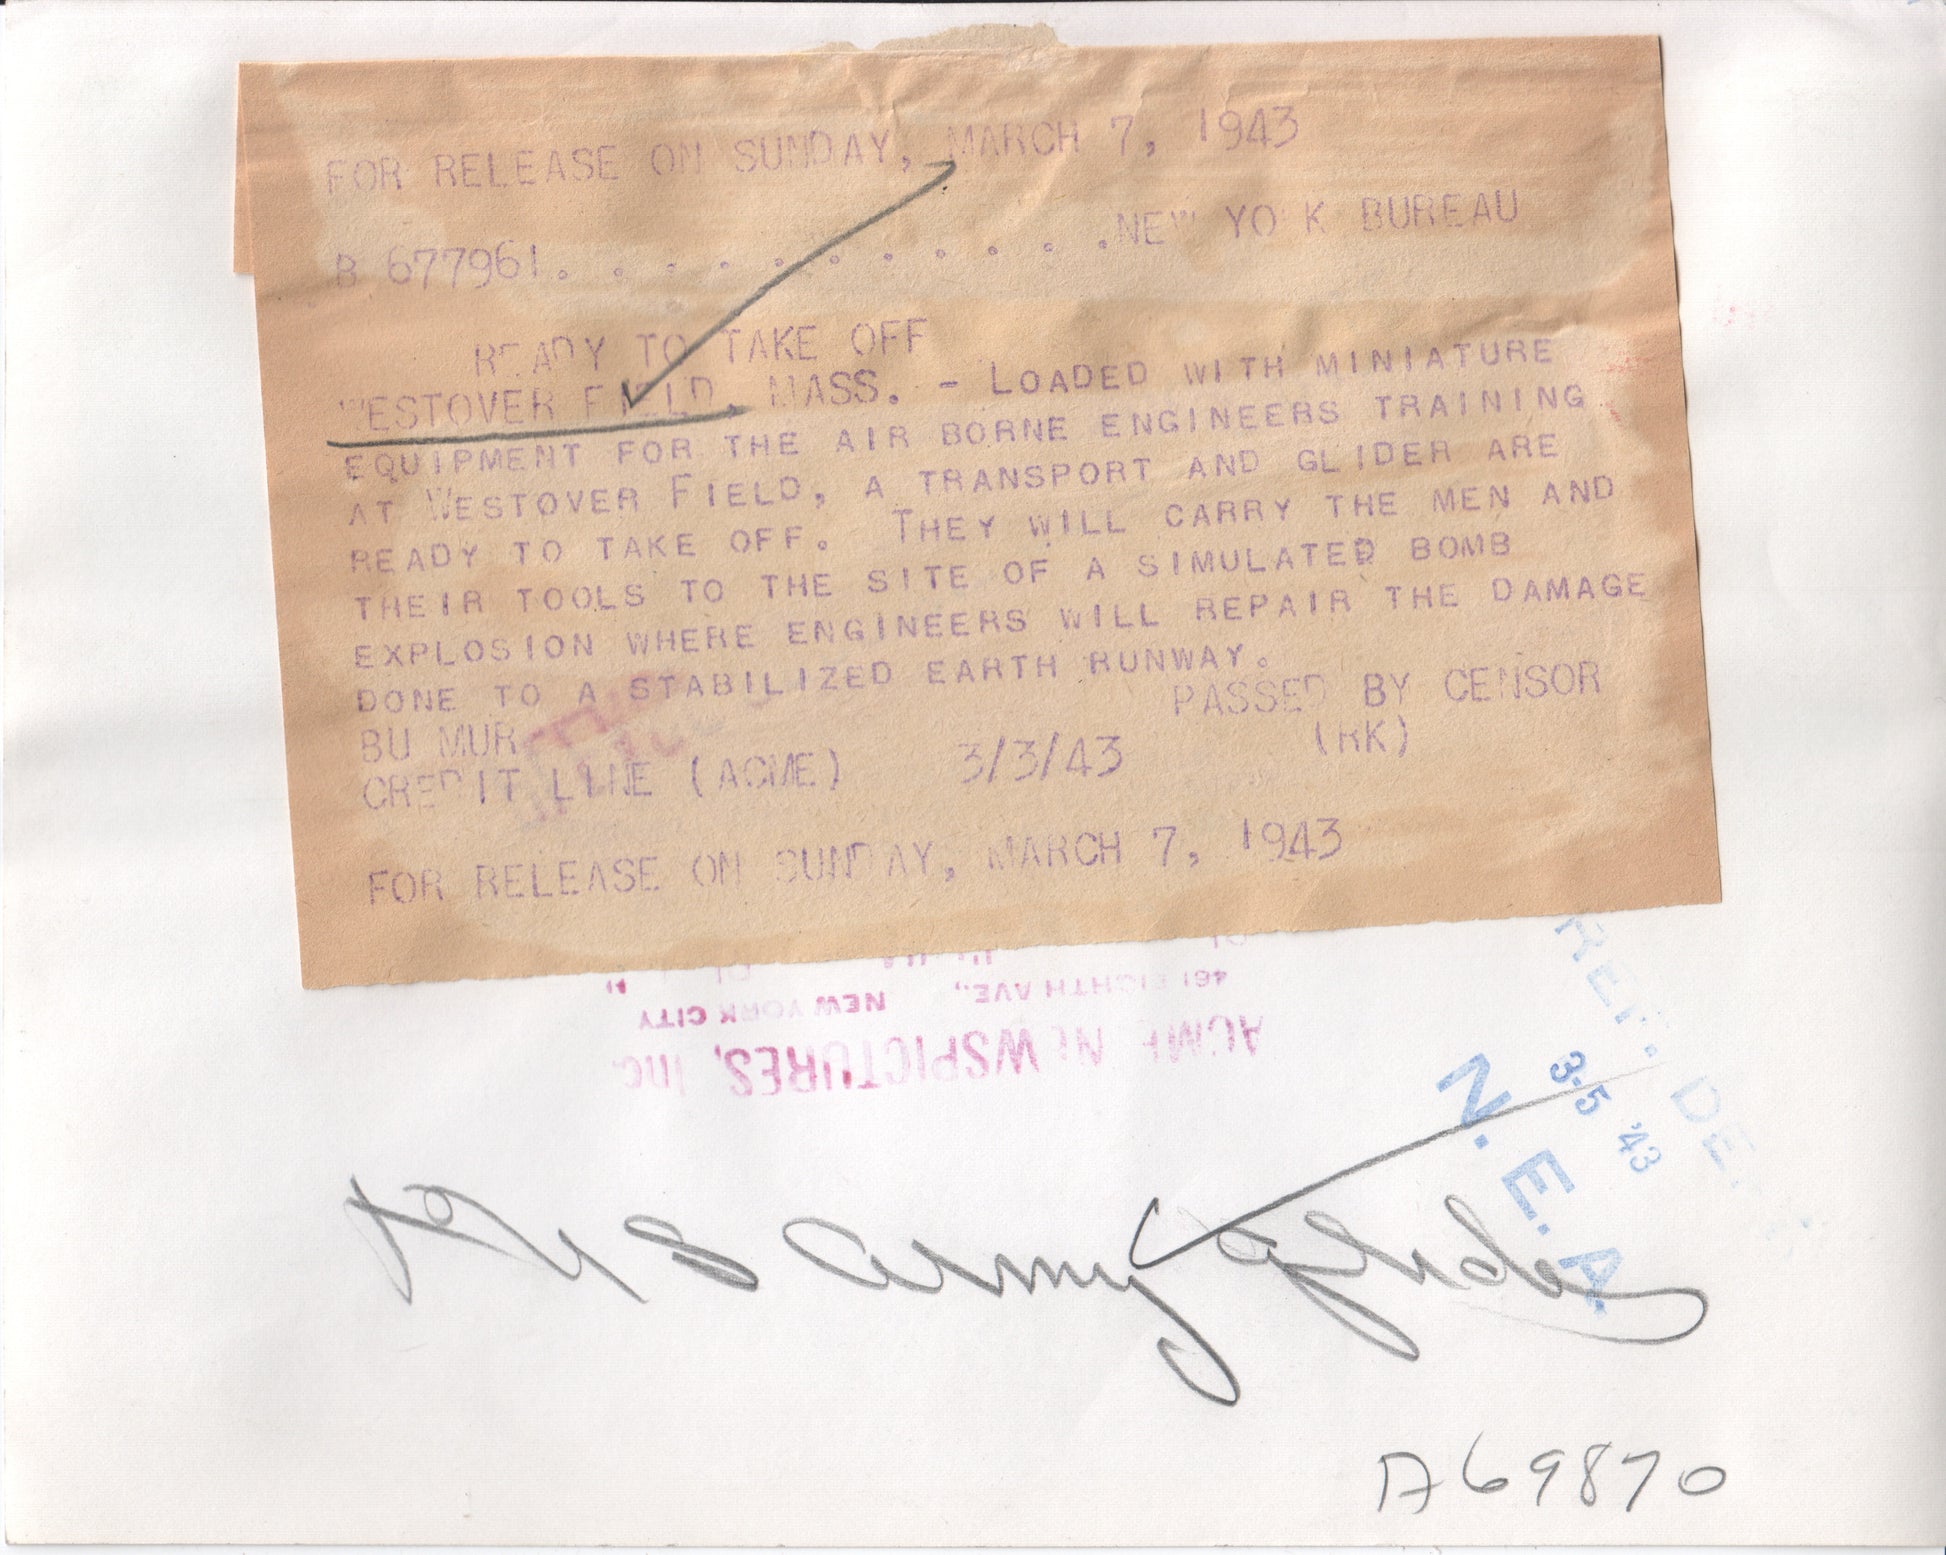 FOR RELEASE ON SUNDAY, MARCH 7, 1943
B 677961. . . . . . . . . . .NEW YORK BUREAU
READY TO TAKE OFF
WESTOVER FIELD, MASS. - LOADED WITH MINIATURE
EQUIPMENT FOR THE AIR BORNE ENGINEERS TRAINING
AT WESTOVER FIELD, A TRANSPORT AND GLIDER ARE
READY TO TAKE OFF. THEY WILL CARRY THE MEN AND
THEIR TOOLS TO THE SITE OF A SIMULATED BOMB
EXPLOSION WHERE ENGINEERS WILL REPAIR THE DAMAGE
DONE TO A STABILIZED EARTH RUNWAY.
PASSED BY CENSOR
BU MUR (RK)
CREDIT LINE (ACME) 3/3/43
FOR RELEASE ON SUNDAY, MARCH 7, 1943
461 EIGHTH AVE., NEW YORK CITY
ACME NEWSPICTURES, Inc.
REF. DE
3-5 '43
N. E. A.
US Army Glider
A69870